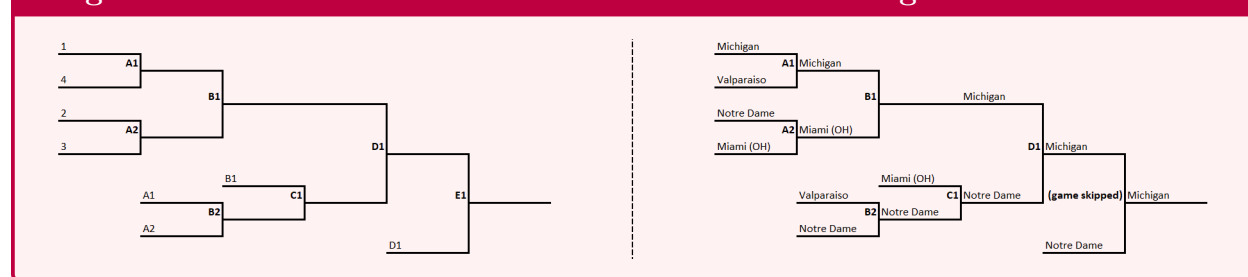 1
A1
4
B1
2
A2
3
D1
B1
C1
A1
B2
A2
E1
D1
Michigan
A1 Michigan
Valparaiso
B1 Michigan
Notre Dame
A2 Miami (OH)
Miami (OH)
D1 Michigan
Miami (OH)
C1 Notre Dame
Valparaiso
B2 Notre Dame
Notre Dame
(game skipped) Michigan
Notre Dame